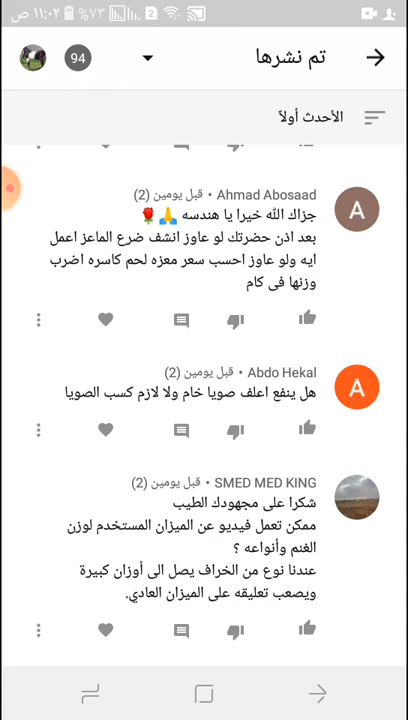 ١١:٠٢ ص ٧٣% 2
تم نشرها
94
الأحدث أولاً
Ahmad Abosaad • قبل يومين (2)
جزاك الله خيرا يا هندسه 🙏🌹
بعد اذن حضرتك لو عاوز انشف ضرع الماعز اعمل
ايه ولو عاوز احسب سعر معزه لحم كاسره اضرب
وزنها فى كام
A
Abdo Hekal • قبل يومين (2)
هل ينفع اعلف صويا خام ولا لازم كسب الصويا
A
SMED MED KING • قبل يومين (2)
شكرا على مجهودك الطيب
ممكن تعمل فيديو عن الميزان المستخدم لوزن
الغنم وأنواعه ؟
عندنا نوع من الخراف يصل الى أوزان كبيرة
ويصعب تعليقه على الميزان العادي.